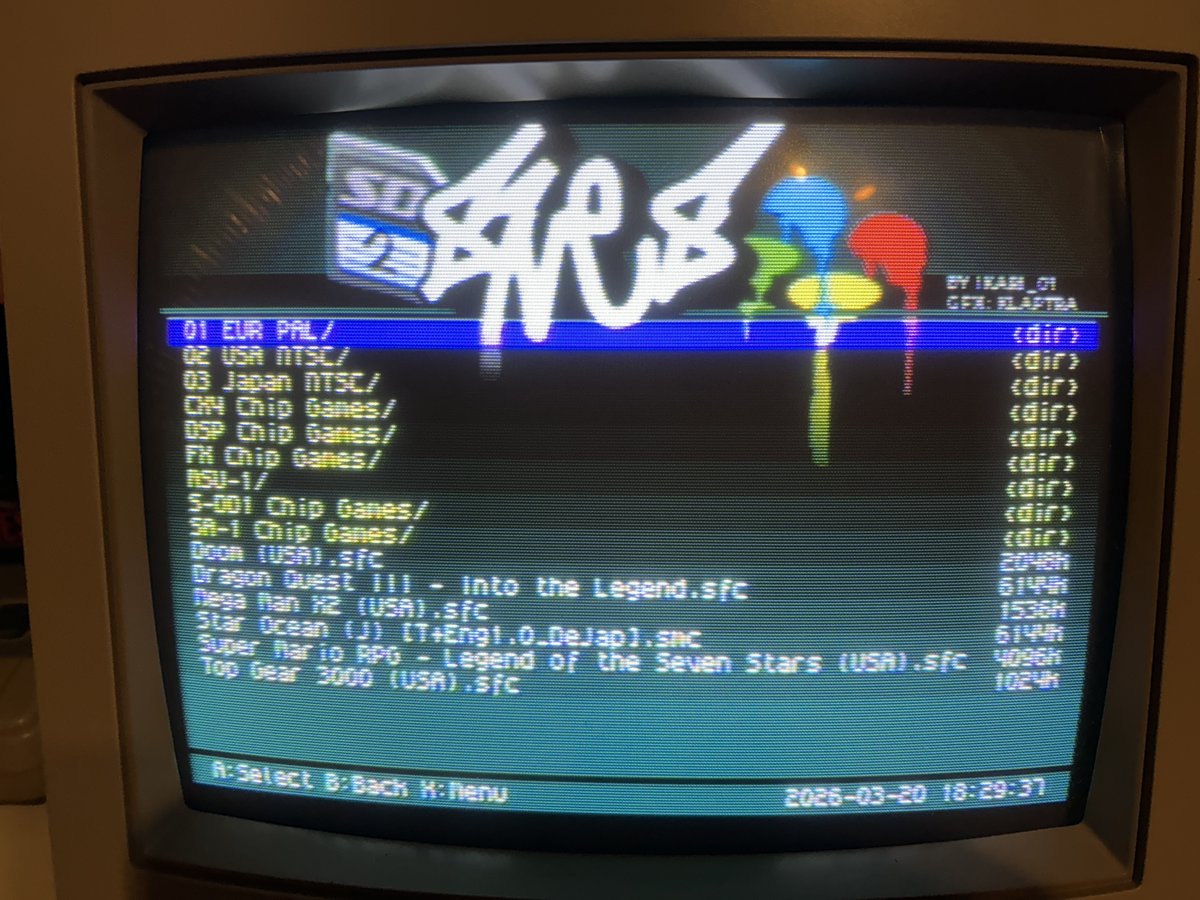 SD
2
SNES
BY IKARI_01
GFX: KLAPTRA
01 EUR PAL/ <dir>
02 USA NTSC/ <dir>
03 Japan NTSC/ <dir>
CX4 Chip Games/ <dir>
DSP Chip Games/ <dir>
FX Chip Games/ <dir>
MSU-1/ <dir>
S-DD1 Chip Games/ <dir>
SA-1 Chip Games/ <dir>
Doom (USA).sfc 2048k
Dragon Quest III - Into the Legend.sfc 6144k
Mega Man X2 (USA).sfc 1536k
Star Ocean (J) [T+Eng1.0_DeJap].smc 6144k
Super Mario RPG - Legend of the Seven Stars (USA).sfc 4096k
Top Gear 3000 (USA).sfc 1024k
A:Select B:Back X:Menu 2026-03-20 18:29:37